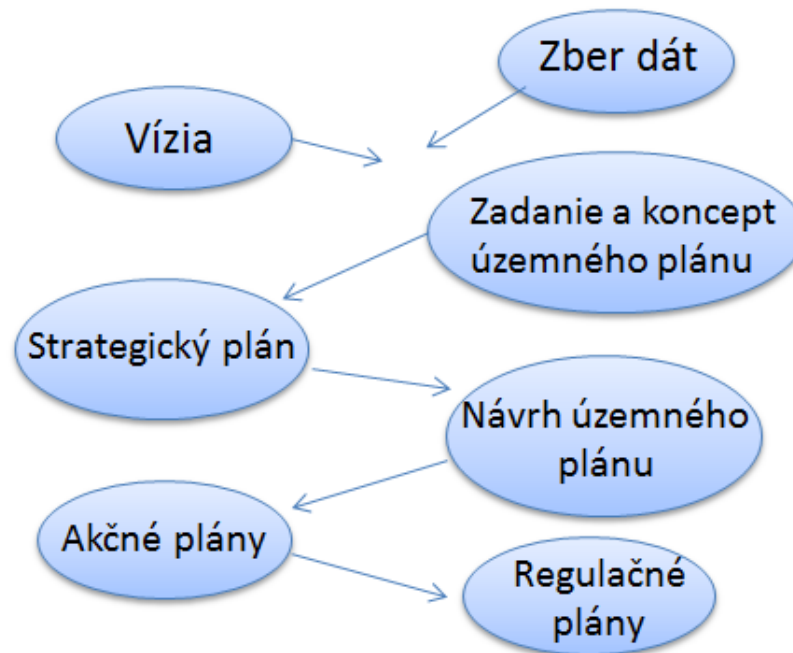 Zber dát
Vízia
Zadanie a koncept
územného plánu
Strategický plán
Návrh územného
plánu
Akčné plány
Regulačné
plány